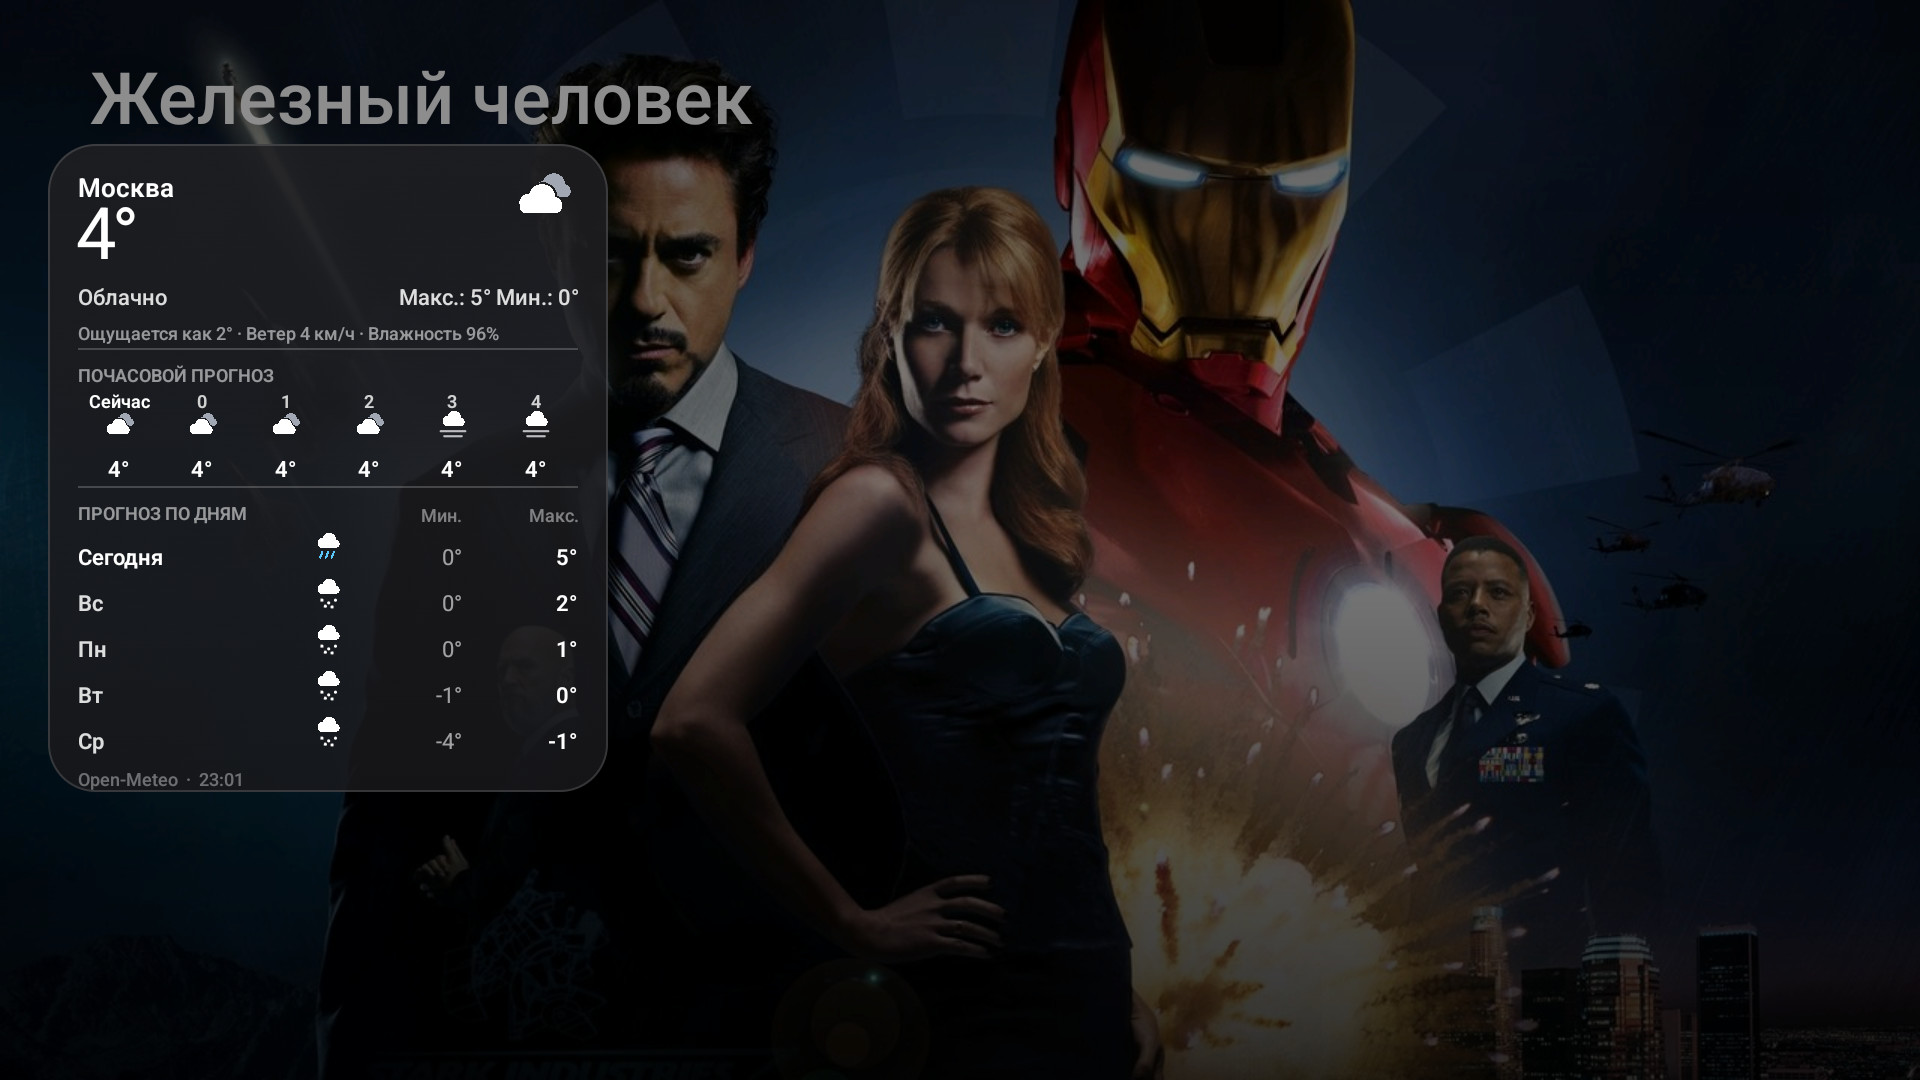 Железный человек
Москва
4°
Облачно Макс.: 5° Мин.: 0°
Ощущается как 2° · Ветер 4 км/ч · Влажность 96%
ПОЧАСОВОЙ ПРОГНОЗ
Сейчас 0 1 2 3 4
4° 4° 4° 4° 4° 4°
ПРОГНОЗ ПО ДНЯМ Мин. Макс.
Сегодня 0° 5°
Вс 0° 2°
Пн 0° 1°
Вт -1° 0°
Ср -4° -1°
Open-Meteo · 23:01
STARK INDUSTRIES